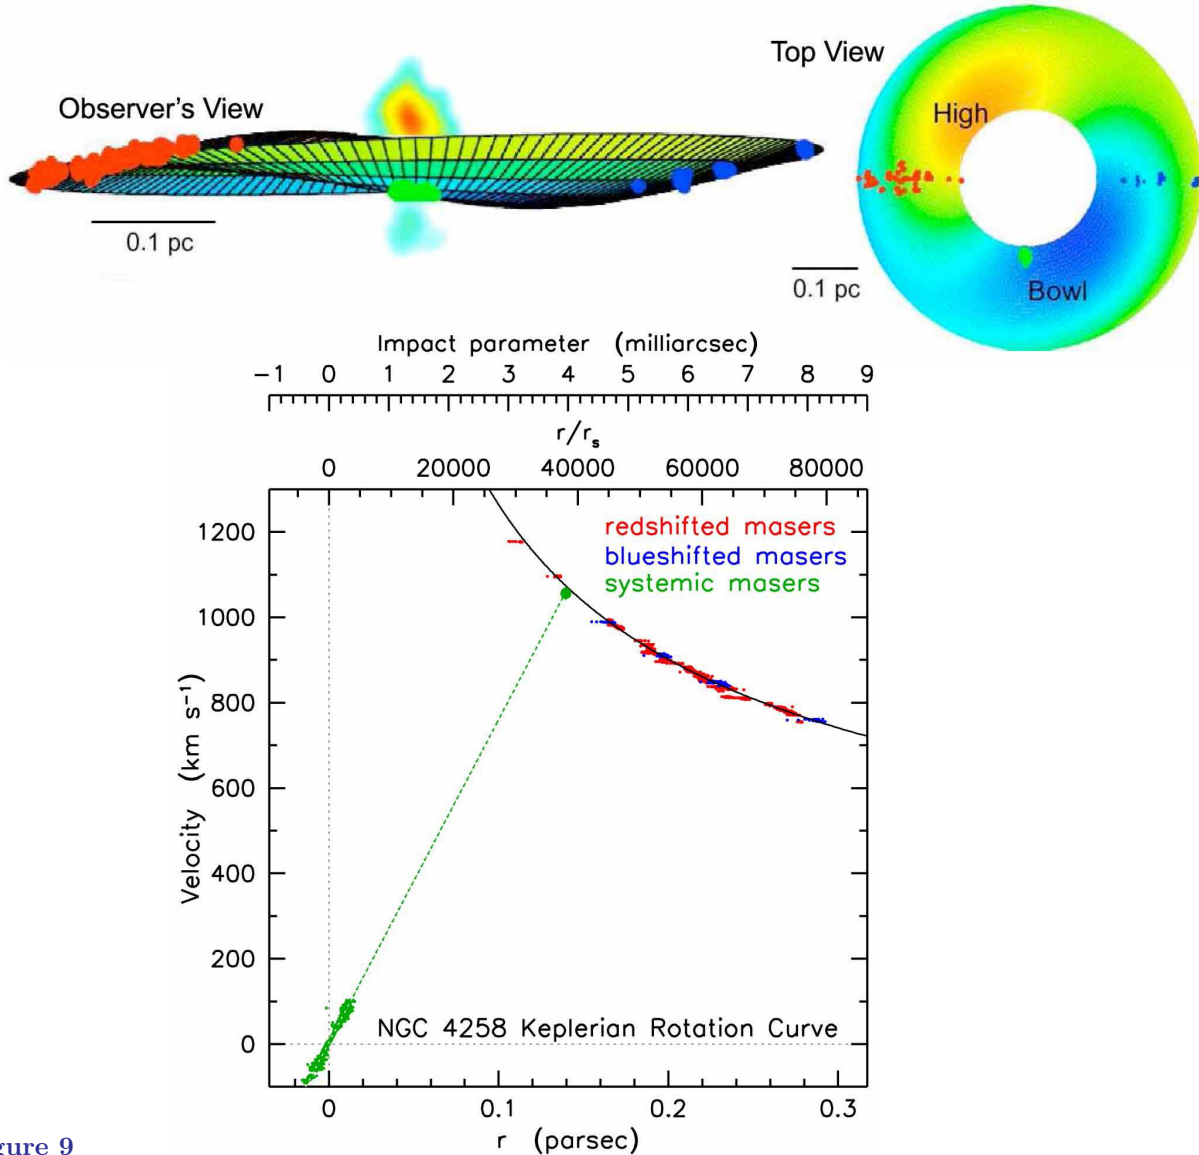 Observer's View
0.1 pc
Top View
High
Bowl
0.1 pc
Impact parameter (milliarcsec)
−1 0 1 2 3 4 5 6 7 8 9
r/rs
0 20000 40000 60000 80000
redshifted masers
blueshifted masers
systemic masers
1200
1000
800
600
400
200
0
Velocity (km s⁻¹)
NGC 4258 Keplerian Rotation Curve
0 0.1 0.2 0.3
r (parsec)
gure 9